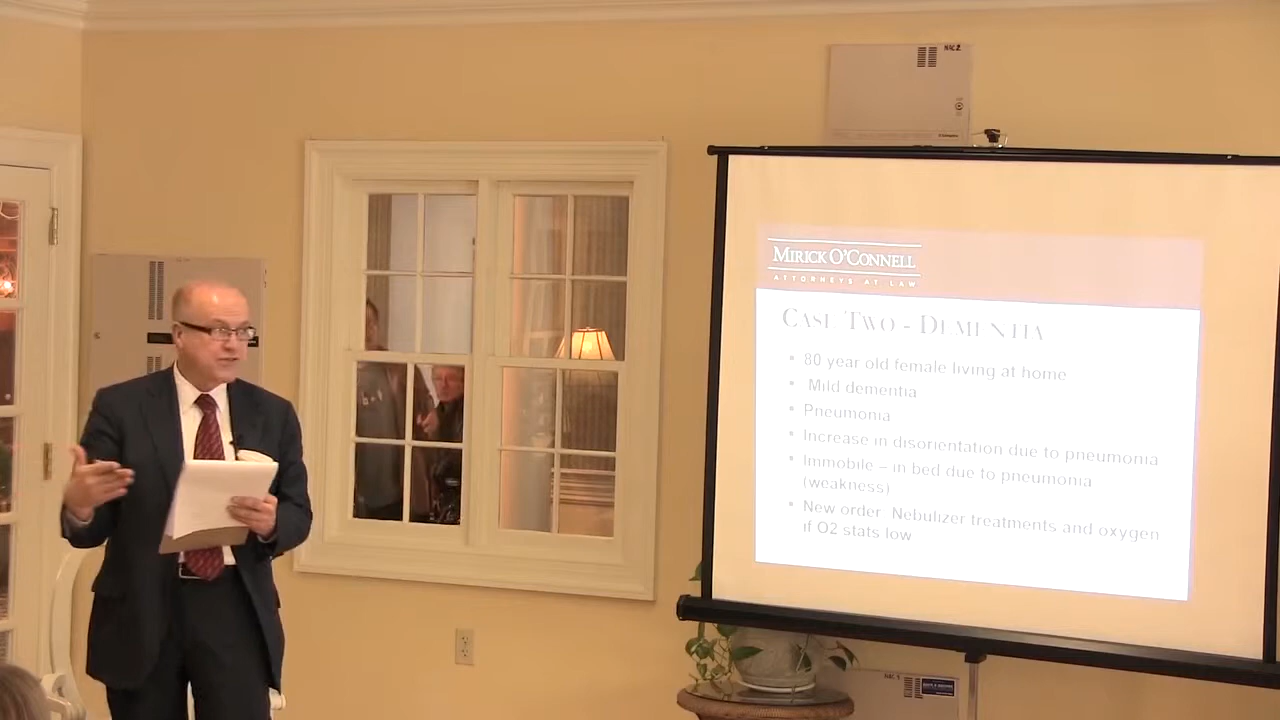 HAC 2
MIRICK O'CONNELL
ATTORNEYS AT LAW
CASE TWO - DEMENTIA
80 year old female living at home
Mild dementia
Pneumonia
Increase in disorientation due to pneumonia
Immobile – in bed due to pneumonia
(weakness)
New order: Nebulizer treatments and oxygen
if O2 stats low